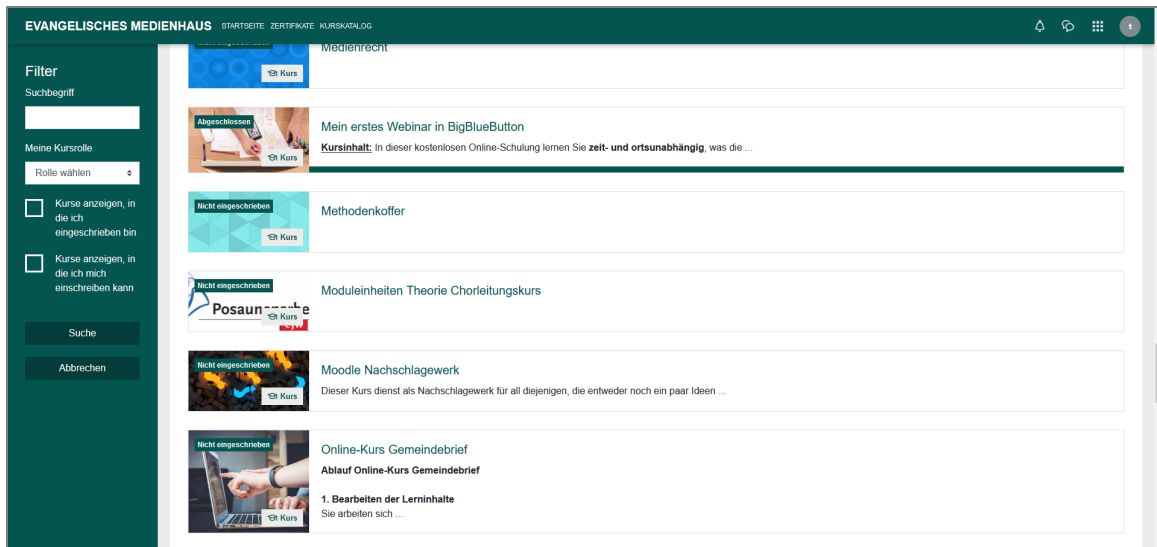 EVANGELISCHES MEDIENHAUS STARTSEITE ZERTIFIKATE KURSKATALOG
t
Filter
Suchbegriff
Meine Kursrolle
Rolle wählen
Kurse anzeigen, in
die ich
eingeschrieben bin
Kurse anzeigen, in
die ich mich
einschreiben kann
Suche
Abbrechen
Nicht eingeschrieben
Kurs
Medienrecht
Abgeschlossen
Kurs
Mein erstes Webinar in BigBlueButton
Kursinhalt: In dieser kostenlosen Online-Schulung lernen Sie zeit- und ortsunabhängig, was die ...
Nicht eingeschrieben
Kurs
Methodenkoffer
Nicht eingeschrieben
Kurs
Moduleinheiten Theorie Chorleitungskurs
Nicht eingeschrieben
Kurs
Moodle Nachschlagewerk
Dieser Kurs dient als Nachschlagewerk für all diejenigen, die entweder noch ein paar Ideen ...
Nicht eingeschrieben
Kurs
Online-Kurs Gemeindebrief
Ablauf Online-Kurs Gemeindebrief
1. Bearbeiten der Lerninhalte
Sie arbeiten sich ...